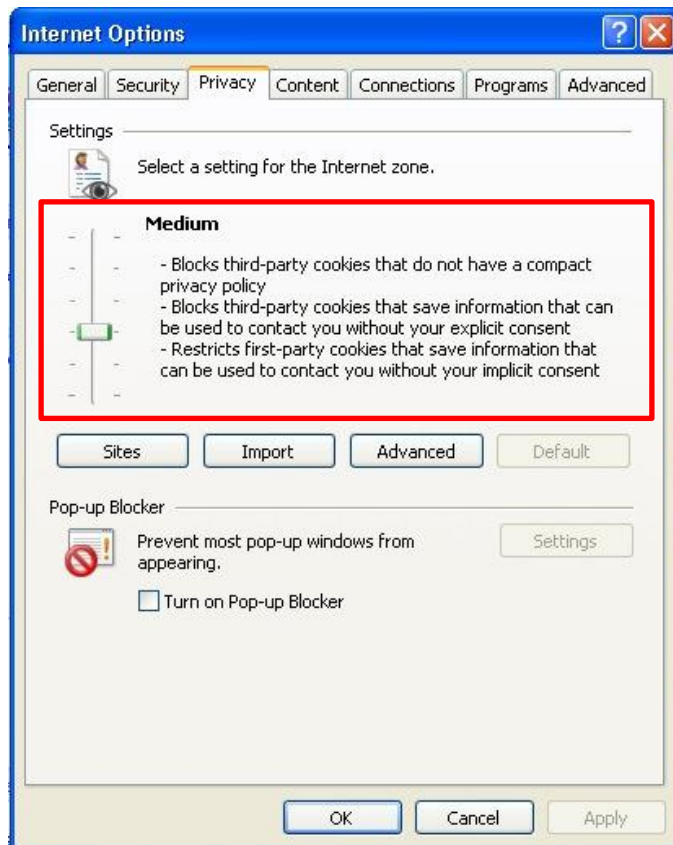 Internet Options
General Security Privacy Content Connections Programs Advanced
Settings
Select a setting for the Internet zone.
Medium
- Blocks third-party cookies that do not have a compact
privacy policy
- Blocks third-party cookies that save information that can
be used to contact you without your explicit consent
- Restricts first-party cookies that save information that
can be used to contact you without your implicit consent
Sites Import Advanced Default
Pop-up Blocker
Prevent most pop-up windows from Settings
appearing.
Turn on Pop-up Blocker
OK Cancel Apply